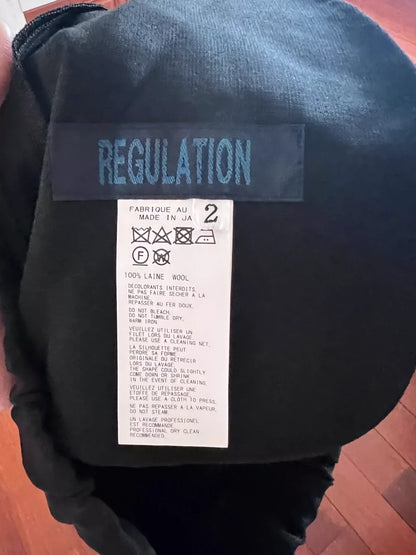 REGULATION
FABRIQUE AU
MADE IN JA
2
F W
100% LAINE WOOL
DECOLORANTS INTERDITS
NE PAS FAIRE SECHER A LA
MACHINE.
REPASSER AU FER DOUX.
DO NOT BLEACH.
DO NOT TUMBLE DRY.
WARM IRON.
VEUILLEZ UTILISER UN
FILET LORS DU LAVAGE.
PLEASE USE A CLEANING NET.
LA SILHOUETTE PEUT
PERDRE SA FORME
ORIGINALE OU RETRECIR
LORS DU LAVAGE.
THE SHAPE COULD SLIGHTLY
COME DOWN OR SHRINK
IN THE EVENT OF CLEANING.
VEUILLEZ UTILISER UNE
ETOFFE DE REPASSAGE.
PLEASE USE A CLOTH TO PRESS.
NE PAS REPASSER A LA VAPEUR.
DO NOT STEAM.
UN LAVAGE PROFESSIONEL
EST RECOMMANDE.
PROFESSIONAL DRY CLEAN
RECOMMENDED.